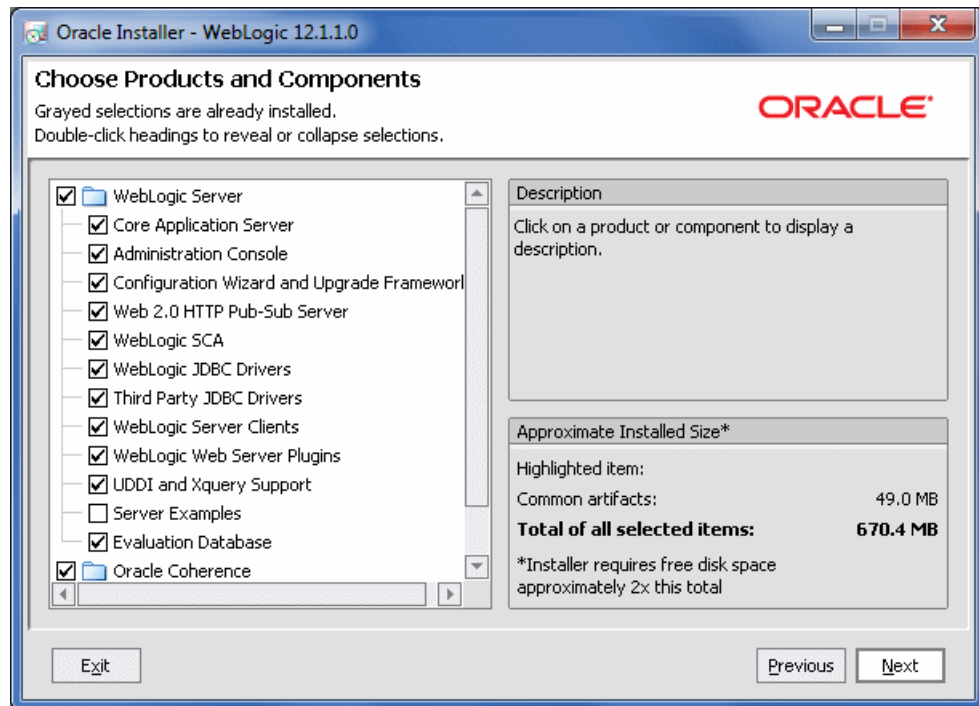 Oracle Installer - WebLogic 12.1.1.0
Choose Products and Components
Grayed selections are already installed.
Double-click headings to reveal or collapse selections.
ORACLE
WebLogic Server
Core Application Server
Administration Console
Configuration Wizard and Upgrade Framework
Web 2.0 HTTP Pub-Sub Server
WebLogic SCA
WebLogic JDBC Drivers
Third Party JDBC Drivers
WebLogic Server Clients
WebLogic Web Server Plugins
UDDI and Xquery Support
Server Examples
Evaluation Database
Oracle Coherence
Description
Click on a product or component to display a
description.
Approximate Installed Size*
Highlighted item:
Common artifacts: 49.0 MB
Total of all selected items: 670.4 MB
*Installer requires free disk space
approximately 2x this total
Exit
Previous
Next